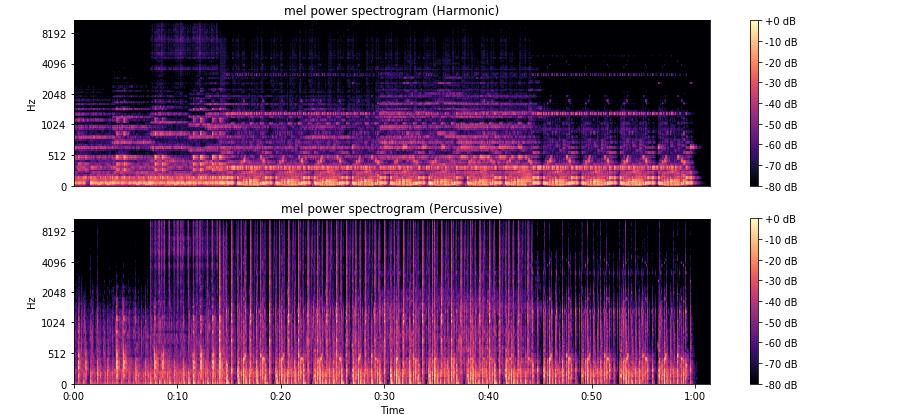 mel power spectrogram (Harmonic)
8192
4096
2048
1024
512
0
Hz
+0 dB
-10 dB
-20 dB
-30 dB
-40 dB
-50 dB
-60 dB
-70 dB
-80 dB
mel power spectrogram (Percussive)
8192
4096
2048
1024
512
0
Hz
0:00
0:10
0:20
0:30
0:40
0:50
1:00
Time
+0 dB
-10 dB
-20 dB
-30 dB
-40 dB
-50 dB
-60 dB
-70 dB
-80 dB